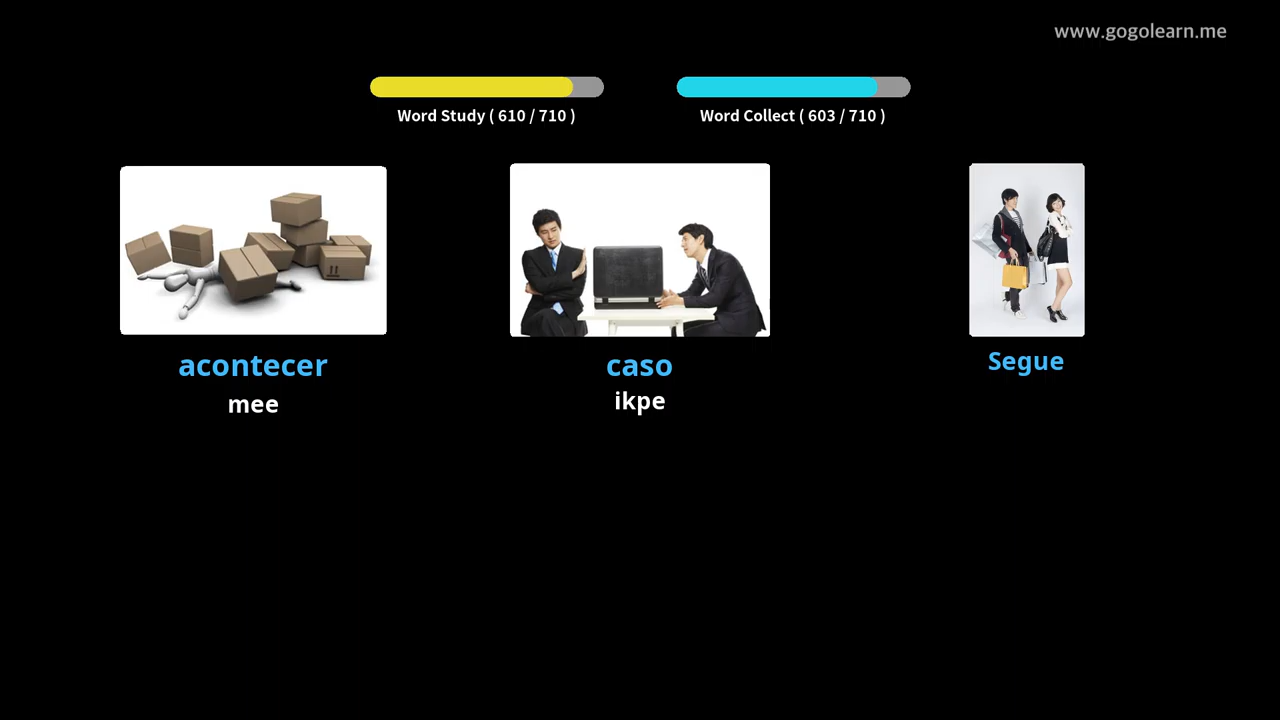 www.gogolearn.me
Word Study ( 610 / 710 )
Word Collect ( 603 / 710 )
acontecer
mee
caso
ikpe
Segue